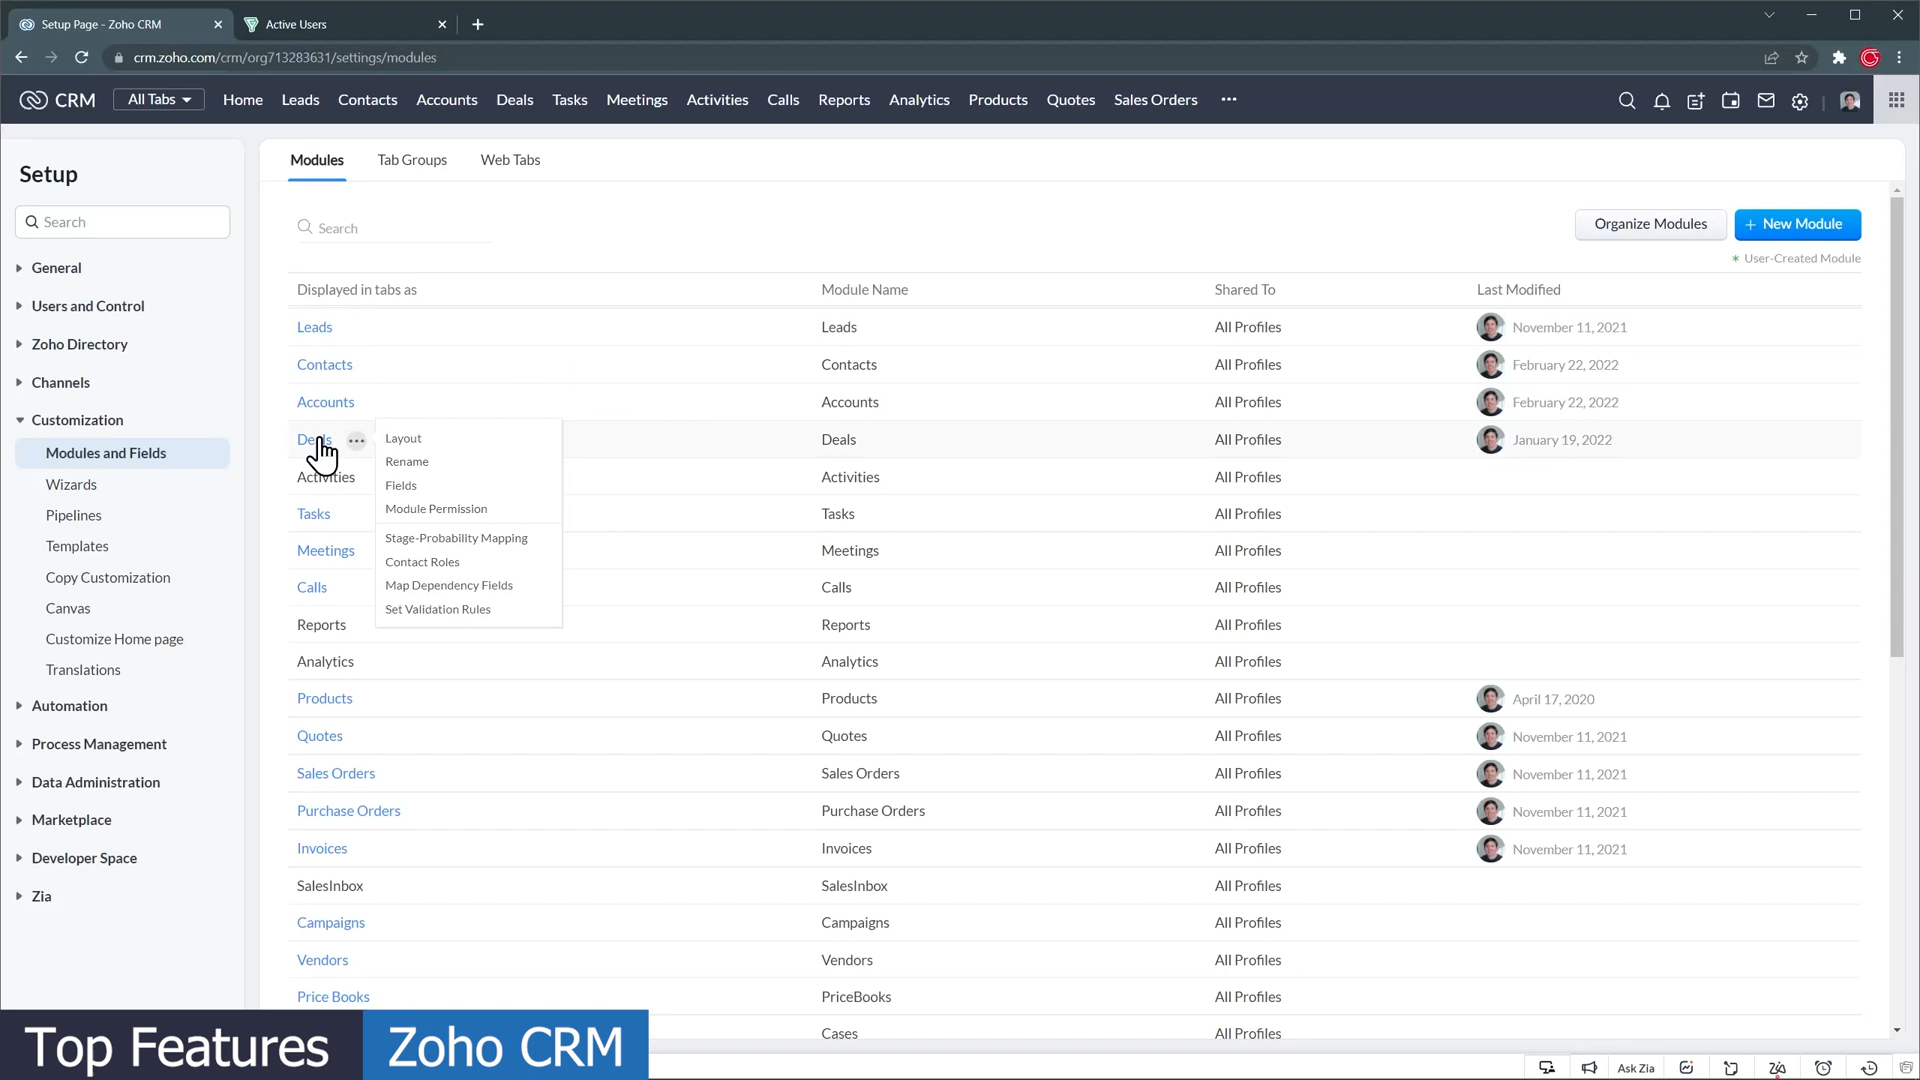 Setup Page - Zoho CRM
Active Users
crm.zoho.com/crm/org713283631/settings/modules
CRM
All Tabs
Home
Leads
Contacts
Accounts
Deals
Tasks
Meetings
Activities
Calls
Reports
Analytics
Products
Quotes
Sales Orders
Setup
Search
General
Users and Control
Zoho Directory
Channels
Customization
Modules and Fields
Wizards
Pipelines
Templates
Copy Customization
Canvas
Customize Home page
Translations
Automation
Process Management
Data Administration
Marketplace
Developer Space
Zia
Modules
Tab Groups
Web Tabs
Search
Organize Modules
+ New Module
* User-Created Module
Displayed in tabs as Module Name Shared To Last Modified
Leads Leads All Profiles November 11, 2021
Contacts Contacts All Profiles February 22, 2022
Accounts Accounts All Profiles February 22, 2022
Deals Deals All Profiles January 19, 2022
Activities Activities All Profiles
Tasks Tasks All Profiles
Meetings Meetings All Profiles
Calls Calls All Profiles
Reports Reports All Profiles
Analytics Analytics All Profiles
Products Products All Profiles April 17, 2020
Quotes Quotes All Profiles November 11, 2021
Sales Orders Sales Orders All Profiles November 11, 2021
Purchase Orders Purchase Orders All Profiles November 11, 2021
Invoices Invoices All Profiles November 11, 2021
SalesInbox SalesInbox All Profiles
Campaigns Campaigns All Profiles
Vendors Vendors All Profiles
Price Books PriceBooks All Profiles
Cases All Profiles
Layout
Rename
Fields
Module Permission
Stage-Probability Mapping
Contact Roles
Map Dependency Fields
Set Validation Rules
Top Features
Zoho CRM
Ask Zia